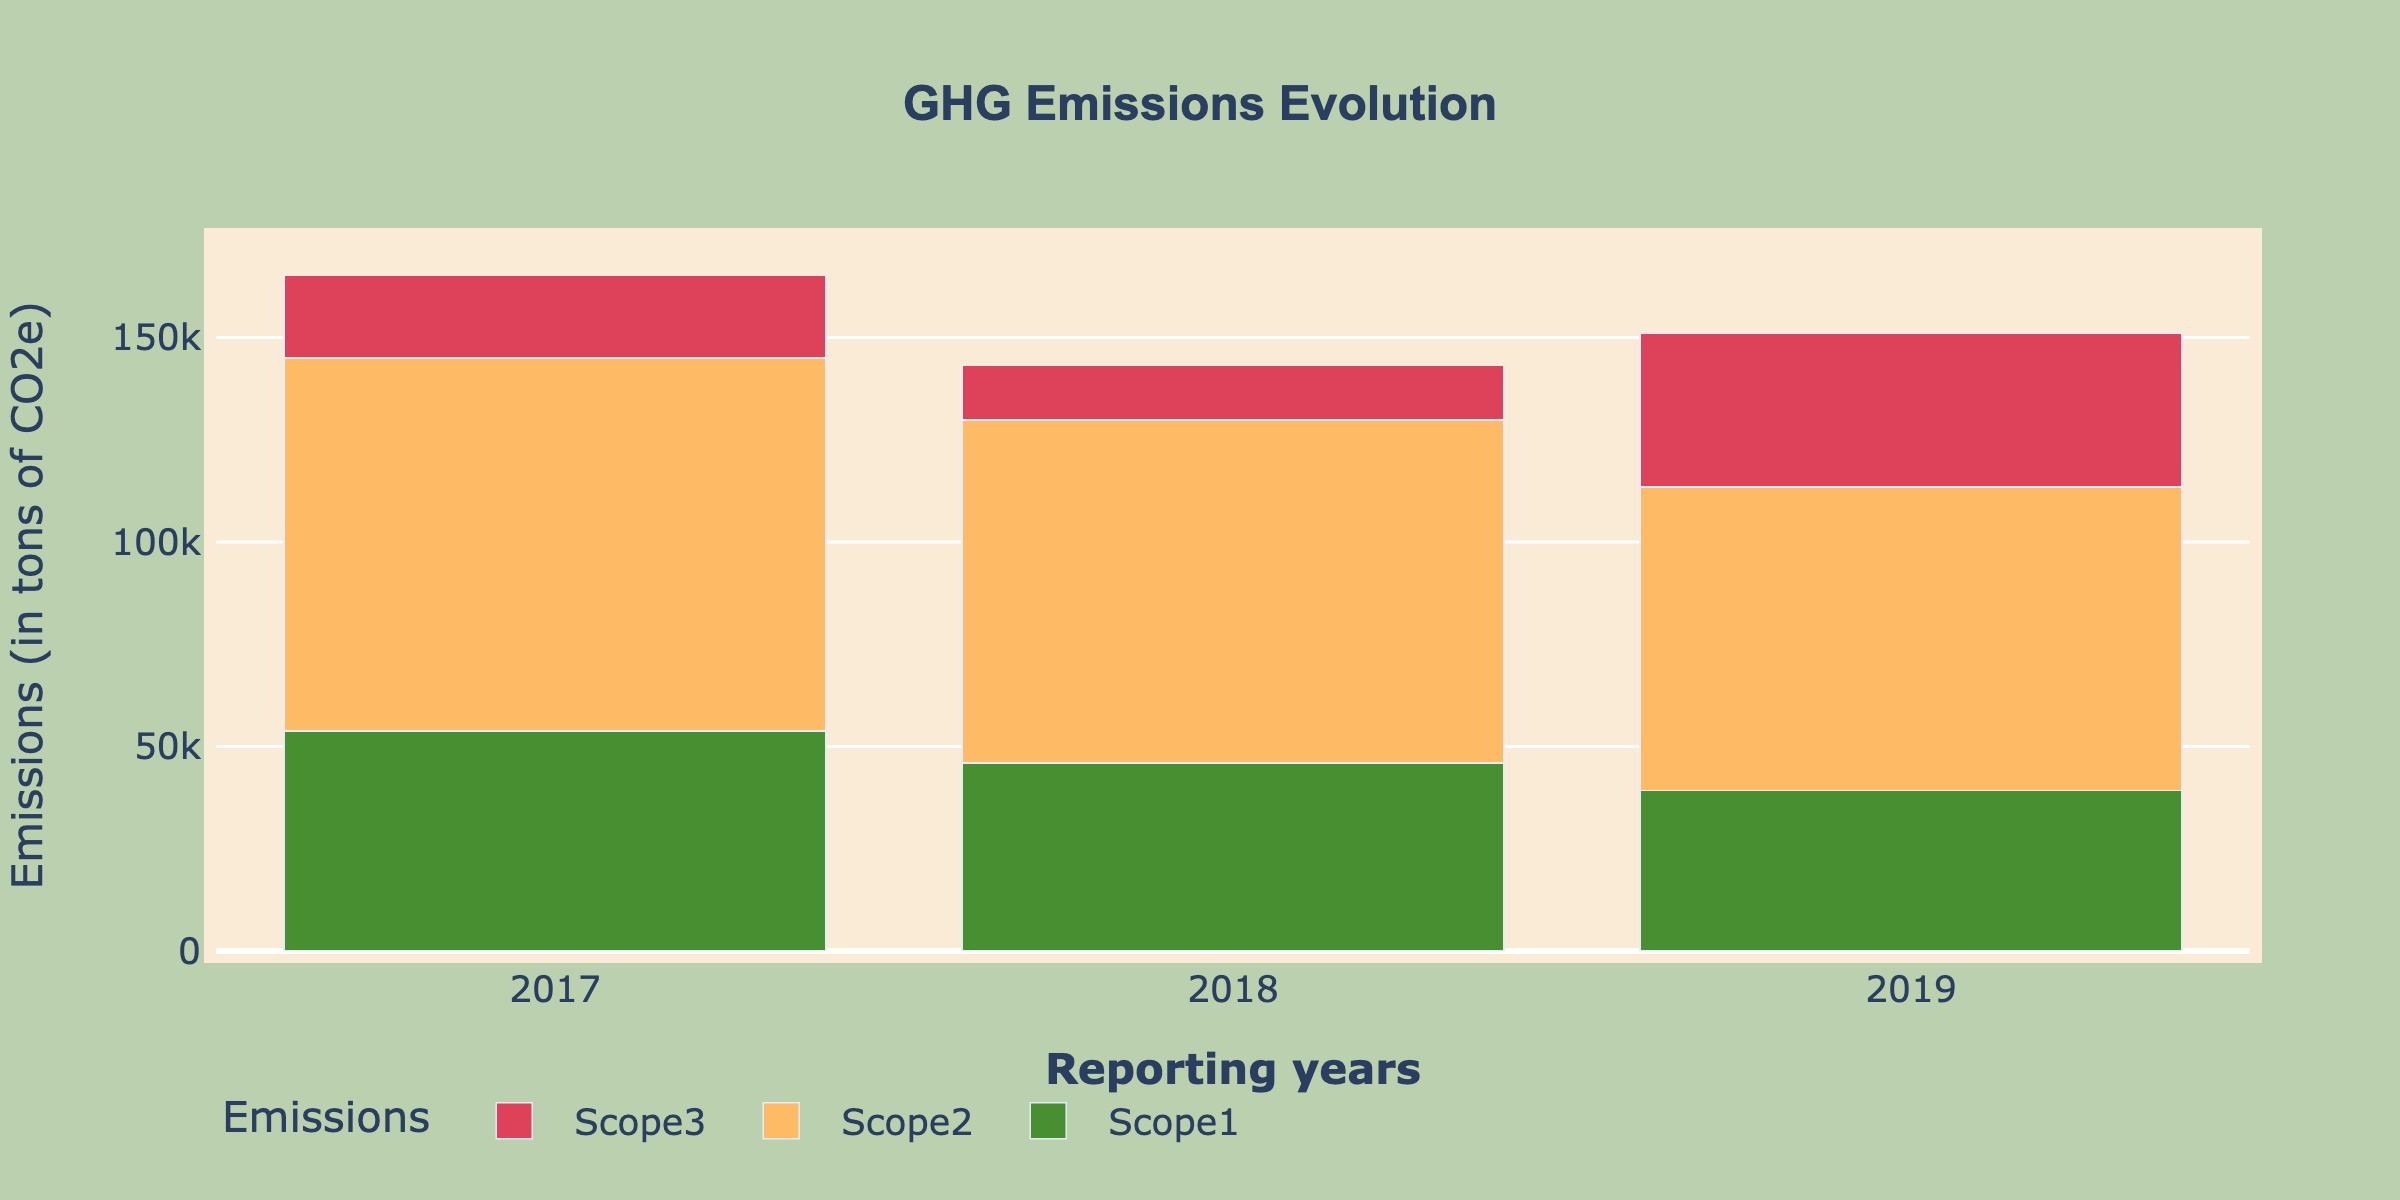 GHG Emissions Evolution
Emissions (in tons of CO2e)
150k
100k
50k
0
2017 2018 2019
Reporting years
Emissions Scope3 Scope2 Scope1